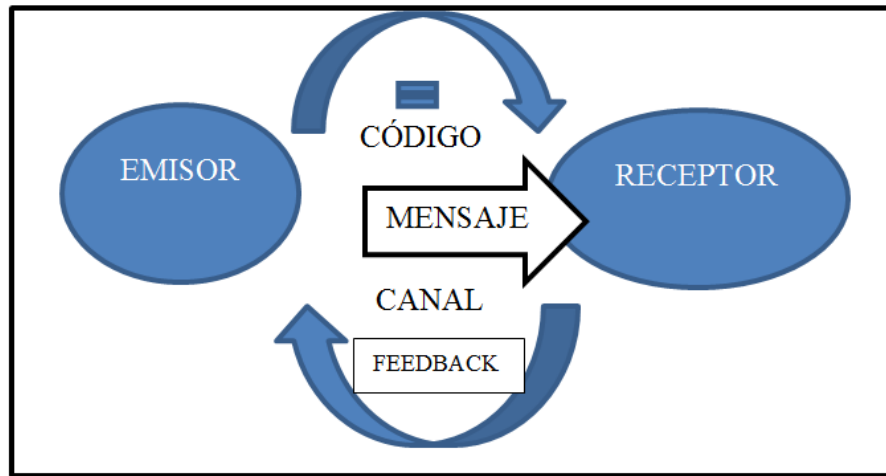 CÓDIGO
EMISOR
RECEPTOR
MENSAJE
CANAL
FEEDBACK